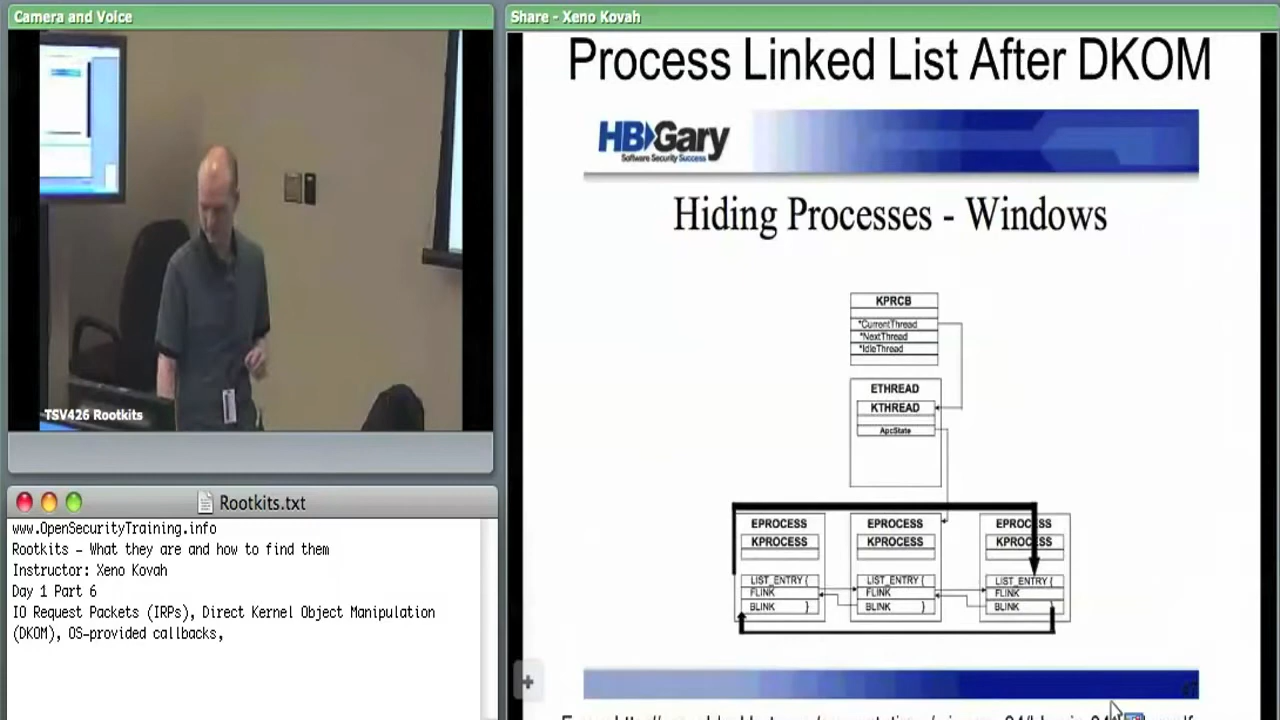 Camera and Voice
TSV426 Rootkits
Rootkits.txt
www.OpenSecurityTraining.info
Rootkits - What they are and how to find them
Instructor: Xeno Kovah
Day 1 Part 6
IO Request Packets (IRPs), Direct Kernel Object Manipulation
(DKOM), OS-provided callbacks,
Share - Xeno Kovah
Process Linked List After DKOM
HBGary
Software Security Success
Hiding Processes - Windows
KPRCB
*CurrentThread
*NextThread
*IdleThread
ETHREAD
KTHREAD
ApcState
EPROCESS EPROCESS EPROCESS
KPROCESS KPROCESS KPROCESS
LIST_ENTRY { LIST_ENTRY { LIST_ENTRY {
FLINK FLINK FLINK
BLINK } BLINK } BLINK }